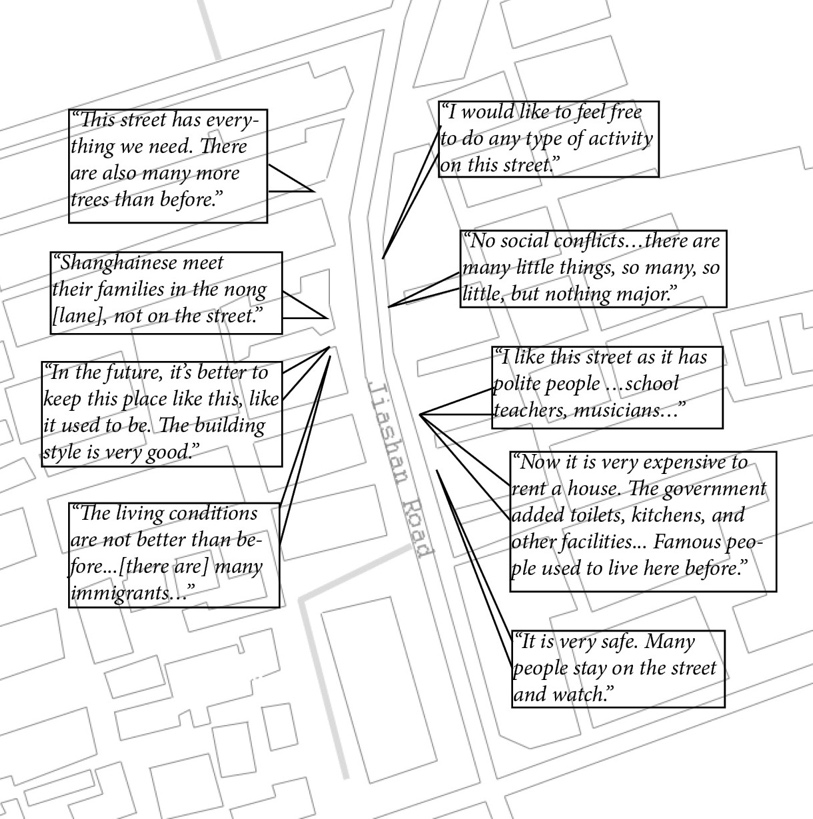 “This street has every-
thing we need. There
are also many more
trees than before.”
“I would like to feel free
to do any type of activity
on this street.”
“Shanghainese meet
their families in the nong
[lane], not on the street.”
“No social conflicts…there are
many little things, so many, so
little, but nothing major.”
“In the future, it’s better to
keep this place like this, like
it used to be. The building
style is very good.”
“I like this street as it has
polite people …school
teachers, musicians…”
Jiashan Road
“The living conditions
are not better than be-
fore...[there are] many
immigrants…”
“Now it is very expensive to
rent a house. The government
added toilets, kitchens, and
other facilities... Famous peo-
ple used to live here before.”
“It is very safe. Many
people stay on the street
and watch.”